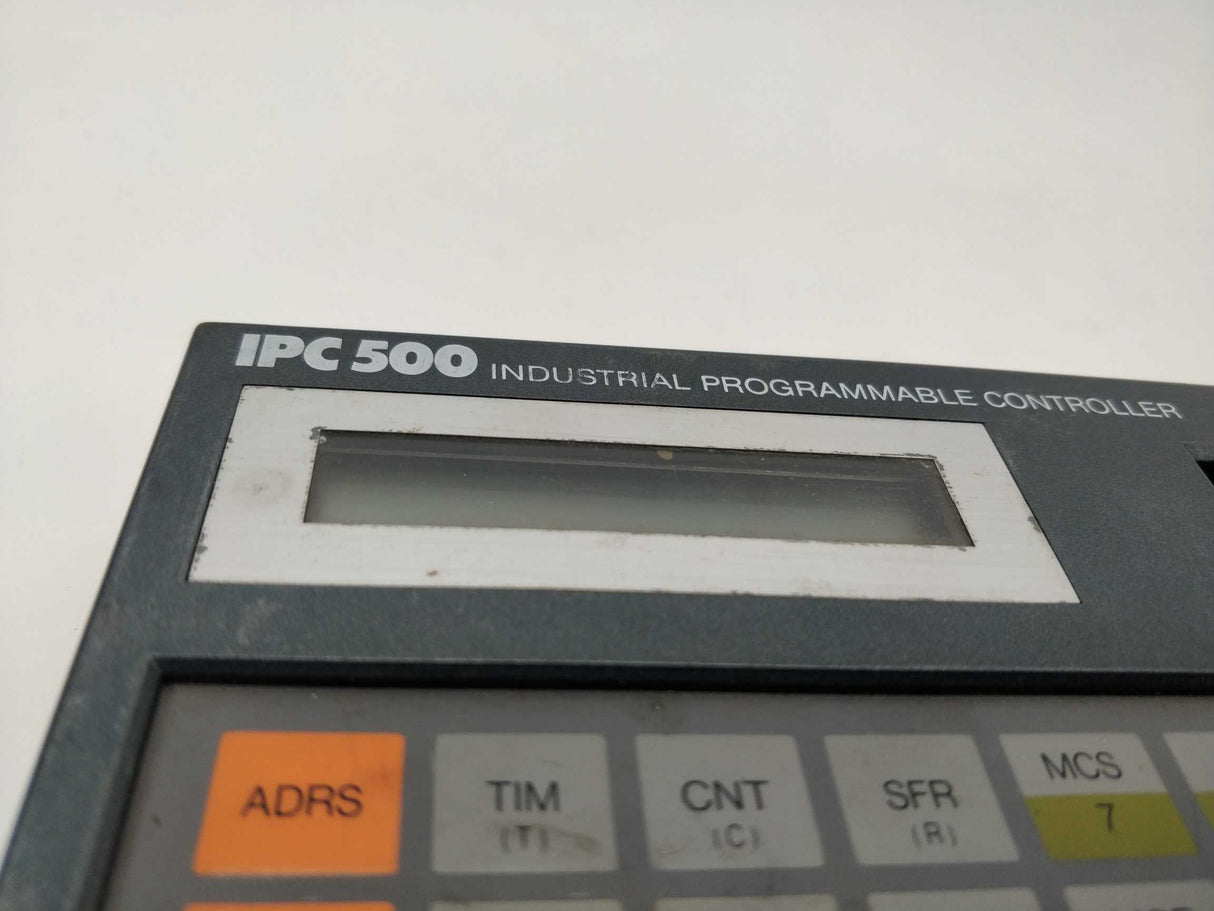 IPC 500 INDUSTRIAL PROGRAMMABLE CONTROLLER
ADRS
TIM
(T)
CNT
(C)
SFR
(R)
MCS
7